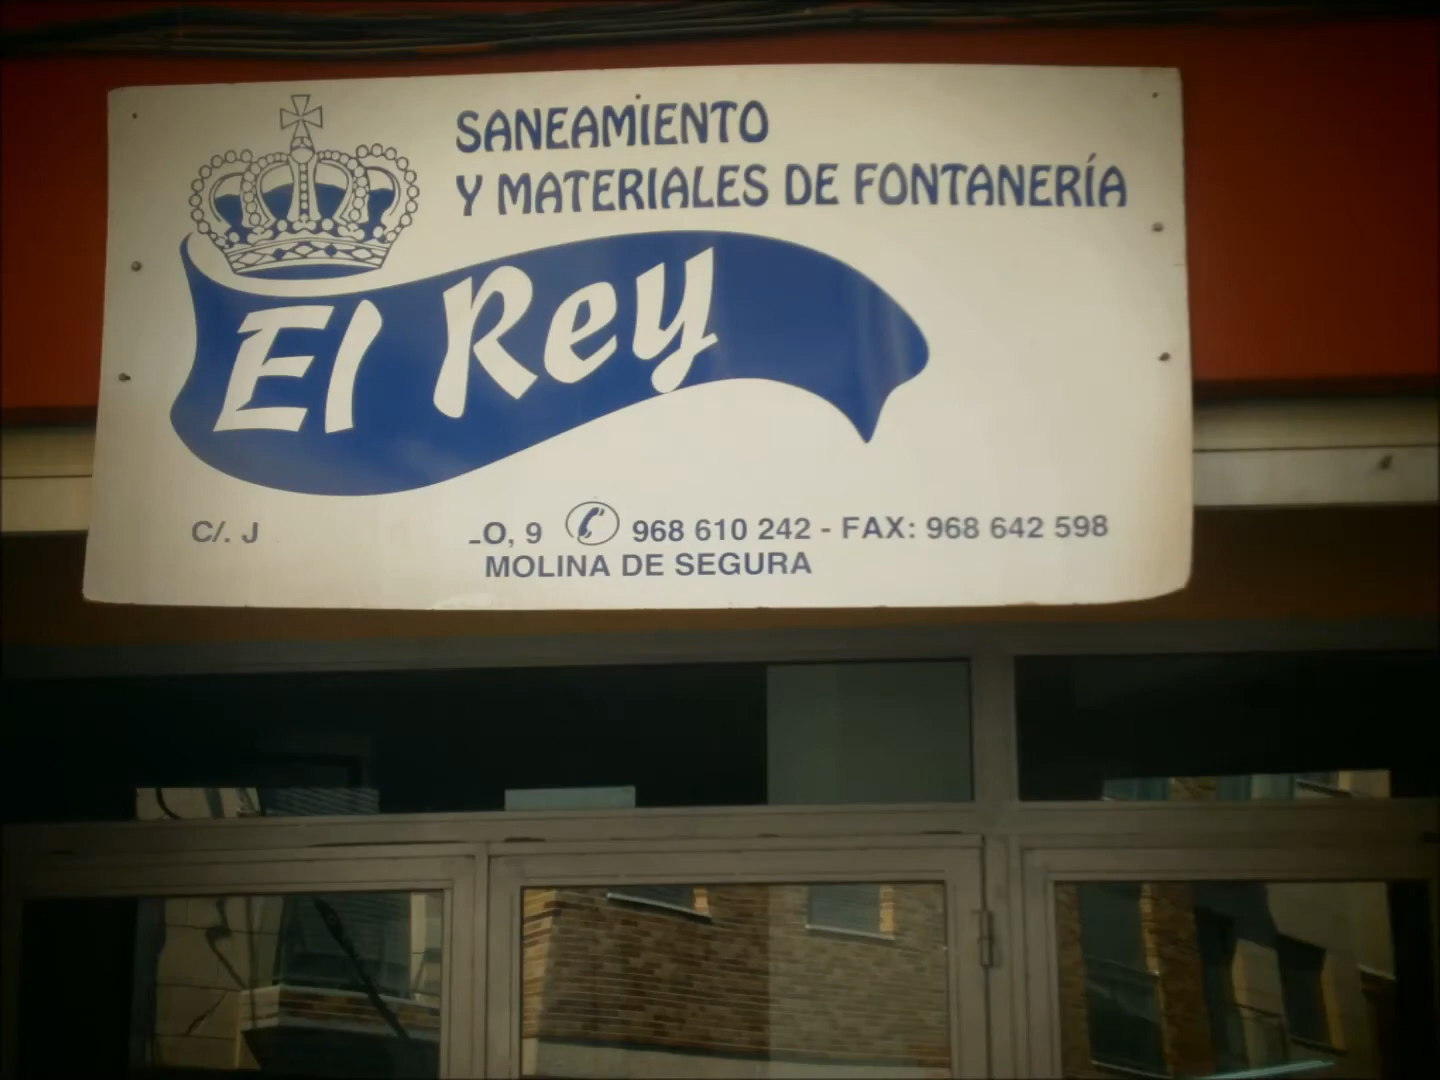 SANEAMIENTO
Y MATERIALES DE FONTANERÍA
El Rey
C/. J O, 9 968 610 242 - FAX: 968 642 598
MOLINA DE SEGURA